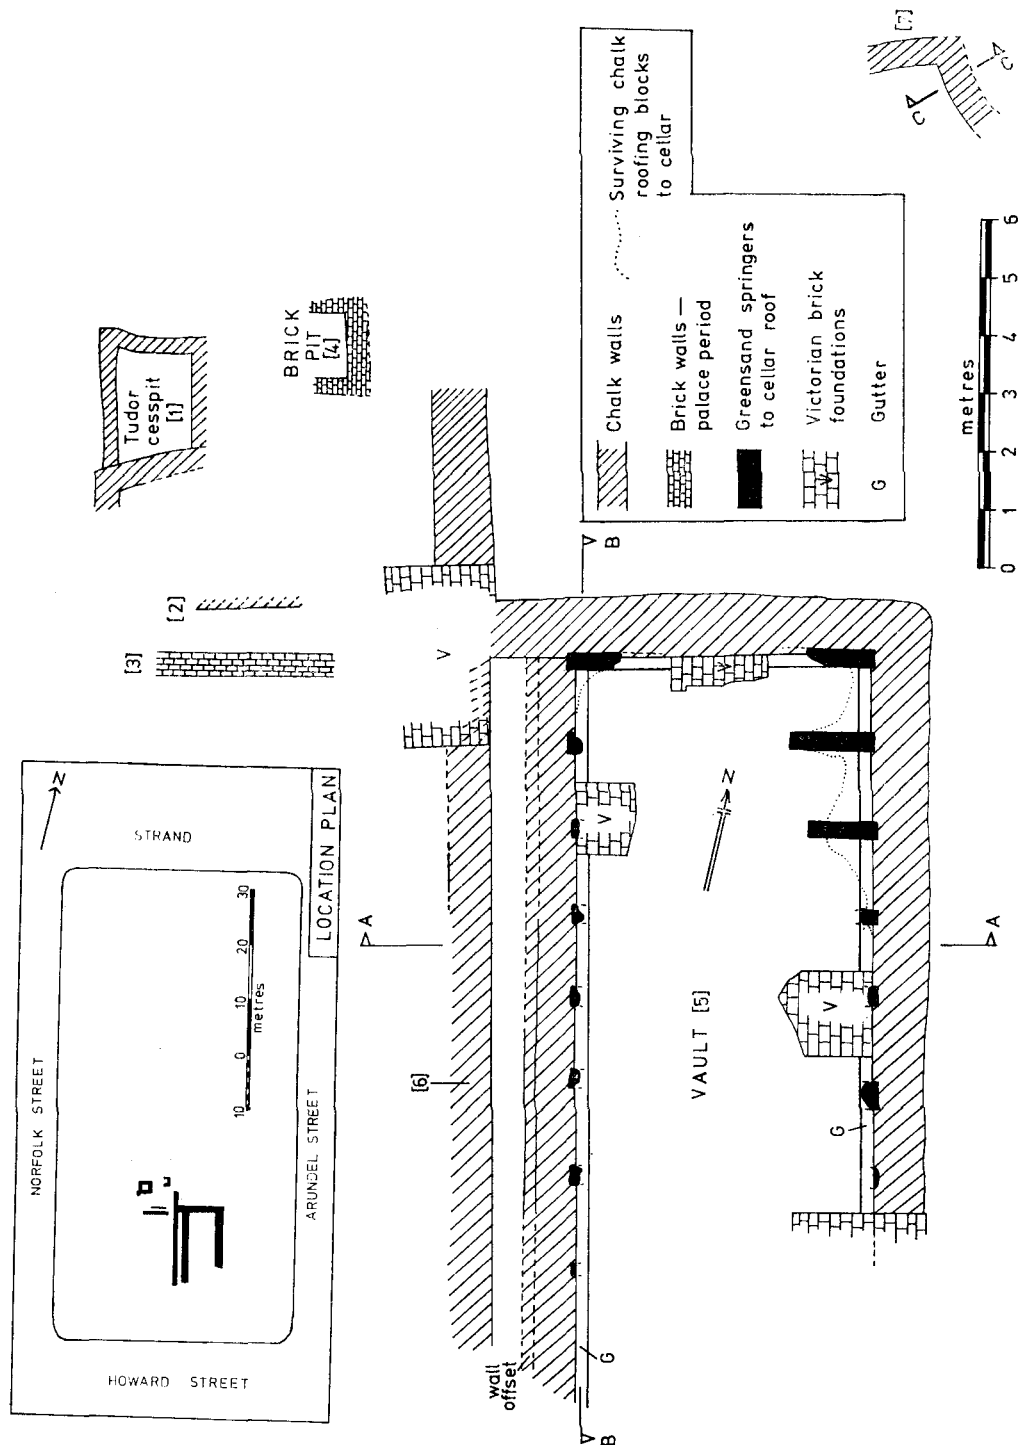 NORFOLK STREET
STRAND
HOWARD STREET
ARUNDEL STREET
N
10 0 10 20 30
metres
LOCATION PLAN
[3]
[2]
Tudor
cesspit
[1]
BRICK
PIT
[4]
[7]
C
C
A
A
B
B
V
V
V
V
[6]
wall
offset
G
G
VAULT [5]
N
Chalk walls
Brick walls —
palace period
Greensand springers
to cellar roof
V
Victorian brick
foundations
G Gutter
Surviving chalk
roofing blocks
to cellar
metres
0 1 2 3 4 5 6